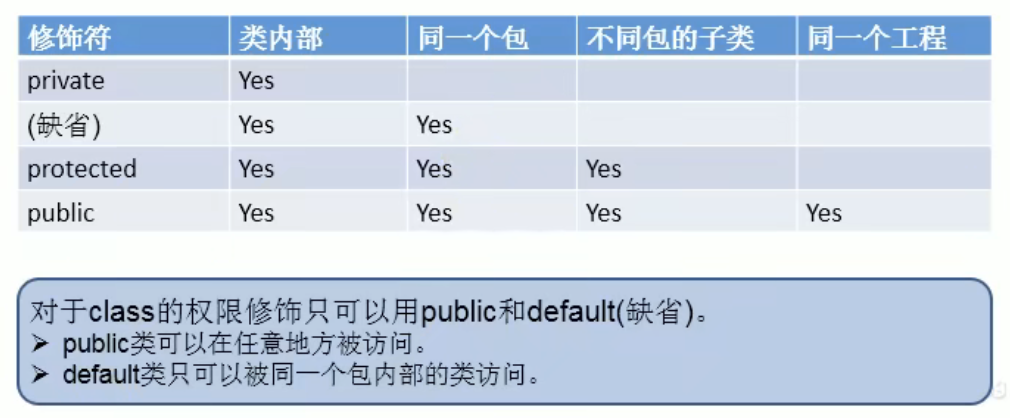 修饰符 类内部 同一个包 不同包的子类 同一个工程
private Yes
(缺省) Yes Yes
protected Yes Yes Yes
public Yes Yes Yes Yes
对于class的权限修饰只可以用public和default(缺省)。
➢ public类可以在任意地方被访问。
➢ default类只可以被同一个包内部的类访问。